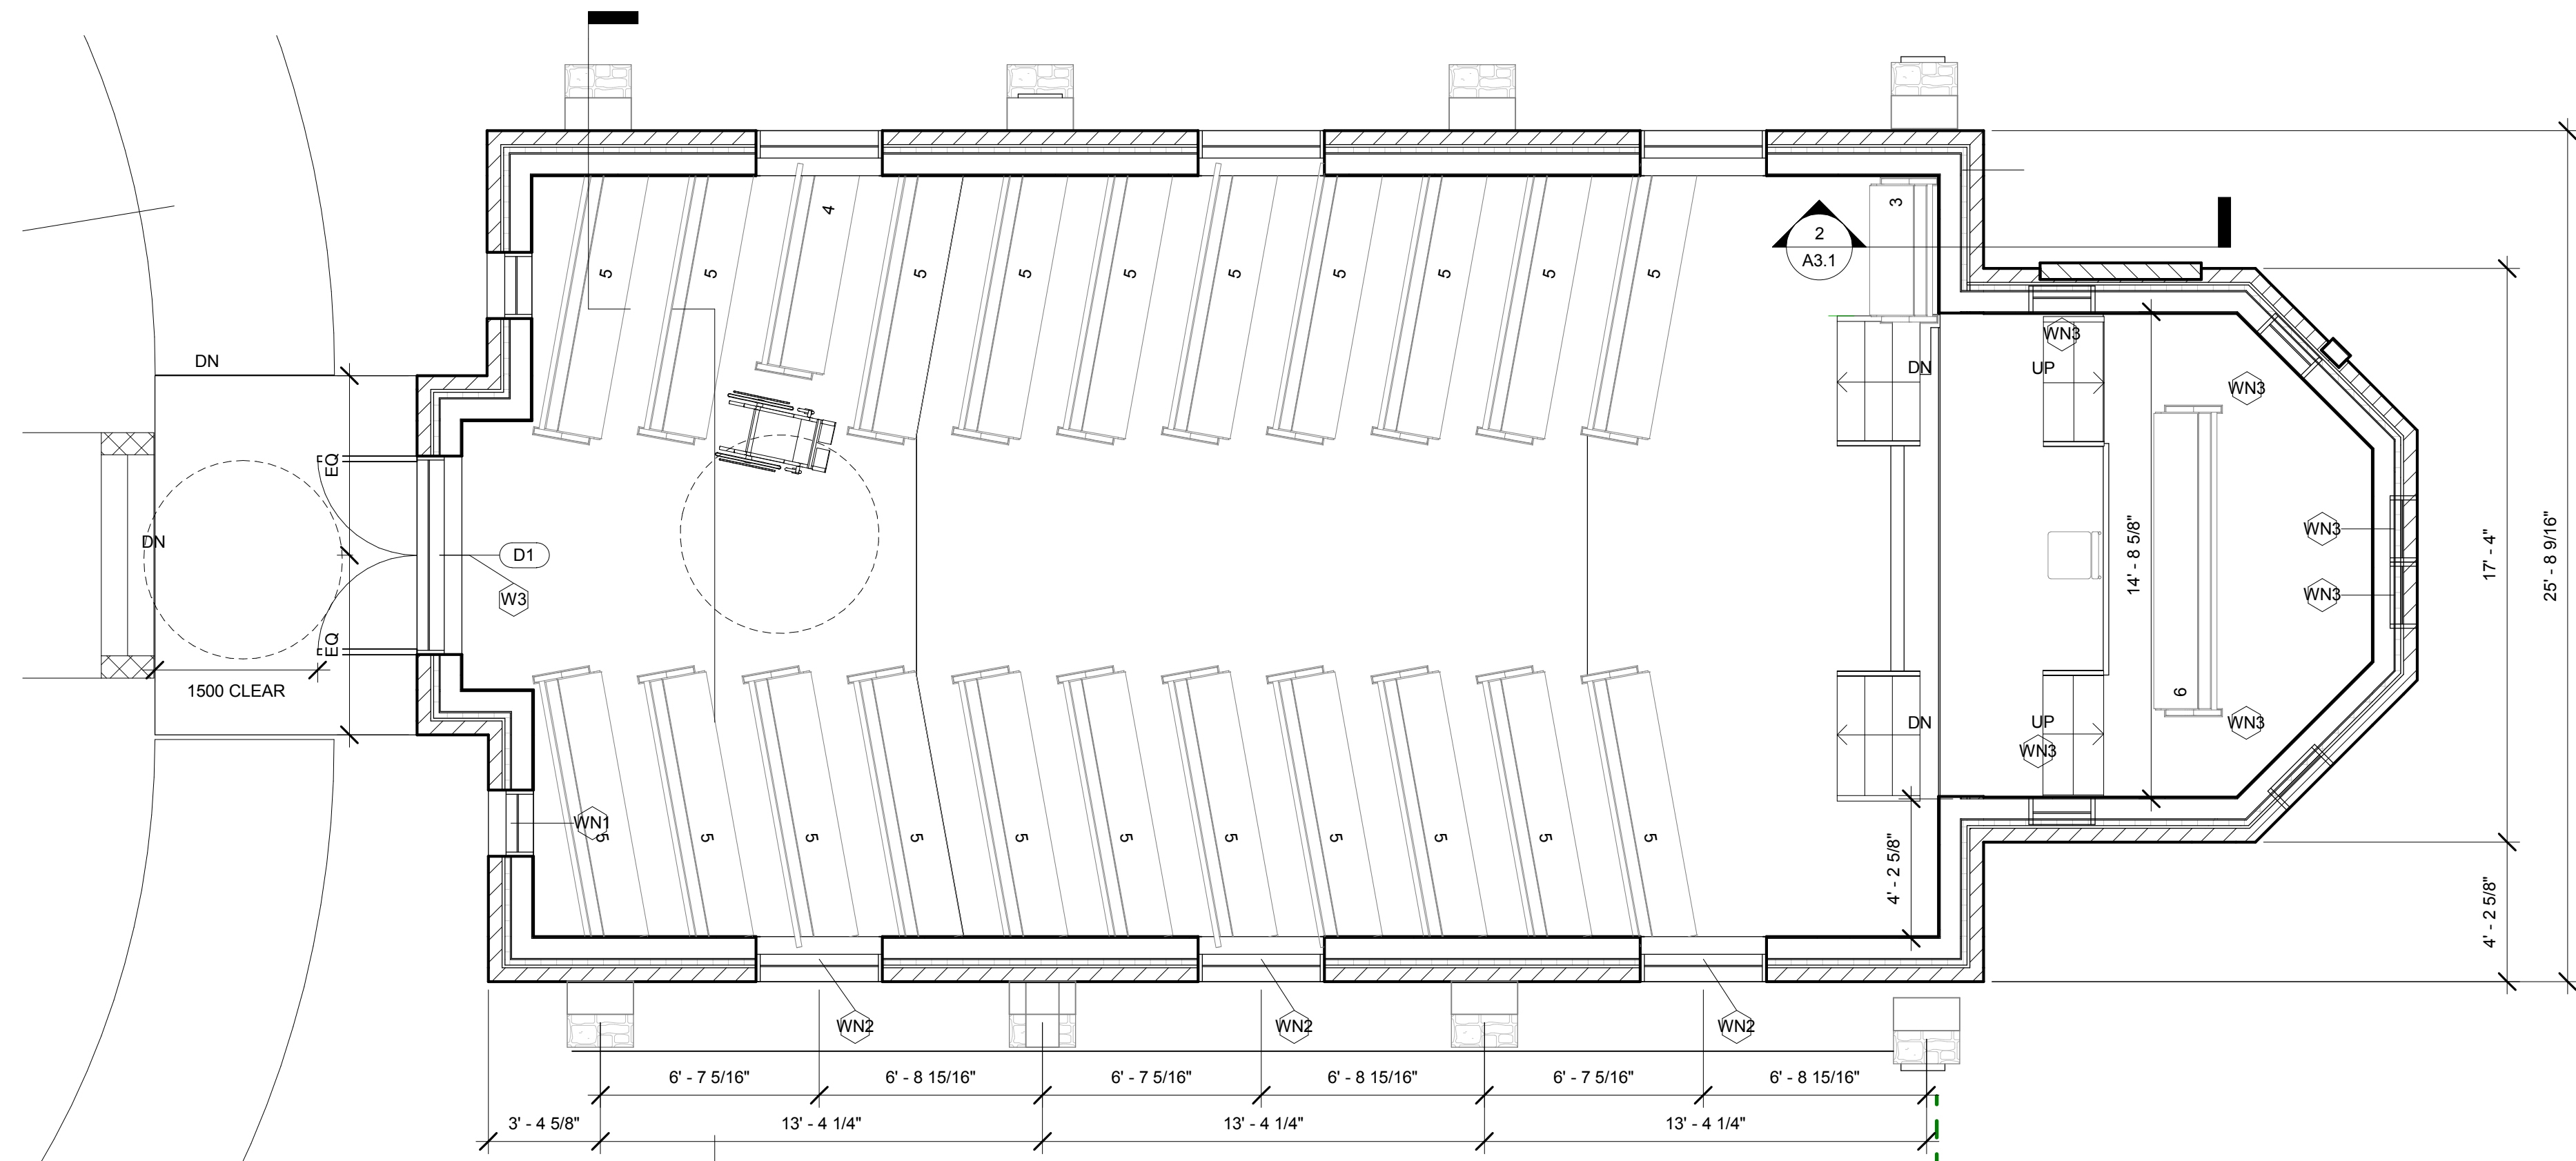 4
3
2
A3.1
5 5 5 5 5 5 5 5 5 5
WN3
DN
DN UP
WN3
EQ
DN
D1
WN3
W3
WN3
14' - 8 5/8"
17' - 4"
25' - 8 9/16"
EQ
1500 CLEAR
6
DN UP
WN3
WN3
WN1
5 5 5 5 5 5 5 5 5 5 5
4' - 2 5/8"
4' - 2 5/8"
WN2 WN2 WN2
6' - 7 5/16" 6' - 8 15/16" 6' - 7 5/16" 6' - 8 15/16" 6' - 7 5/16" 6' - 8 15/16"
3' - 4 5/8" 13' - 4 1/4" 13' - 4 1/4" 13' - 4 1/4"